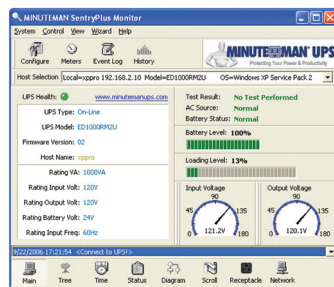 MINUTEMAN SentryPlus Monitor
System Control View Wizard Help
Configure Meters Event Log History
MINUTEMAN UPS
Protecting Your Power & Productivity
Host Selection Local=xppro 192.168.2.10 Model=ED1000RM2U OS=Windows XP Service Pack 2
UPS Health: www.minutemanups.com
UPS Type: On-Line
UPS Model: ED1000RM2U
Firmware Version: 02
Host Name: xppro
Rating VA: 1000VA
Rating Input Volt: 120V
Rating Output Volt: 120V
Rating Battery Volt: 24V
Rating Input Freq: 60HZ
Test Result: No Test Performed
AC Source: Normal
Battery Status: Normal
Battery Level: 100%
Loading Level: 13%
Input Voltage
90
45 135
0 180
121.2V
Output Voltage
90
45 135
0 180
120.1V
9/22/2006 17:21:54 <Connect to UPS!>
Main Tree Time Status Diagram Scroll Receptacle Network